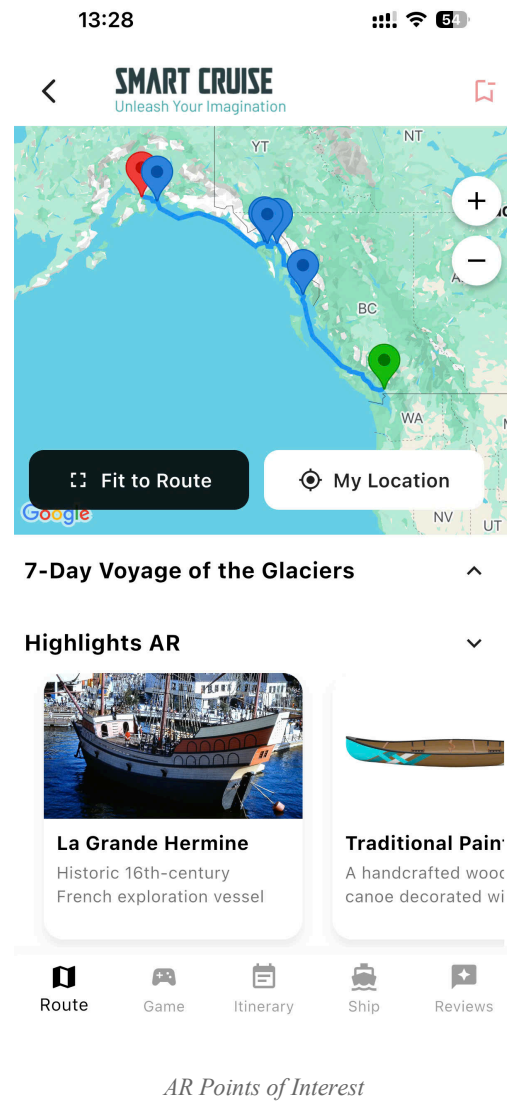 13:28
54
SMART CRUISE
Unleash Your Imagination
YT
NT
BC
WA
NV
UT
+
−
Fit to Route
My Location
Google
7-Day Voyage of the Glaciers
Highlights AR
La Grande Hermine
Historic 16th-century
French exploration vessel
Traditional Pain
A handcrafted wood
canoe decorated wi
Route
Game
Itinerary
Ship
Reviews
AR Points of Interest